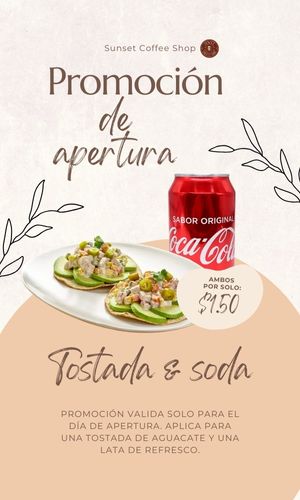 Sunset Coffee Shop
Promoción
de
apertura
SABOR ORIGINAL
Coca-Col
AMBOS
POR SOLO:
$1.50
Tostada & soda
PROMOCIÓN VALIDA SOLO PARA EL
DÍA DE APERTURA. APLICA PARA
UNA TOSTADA DE AGUACATE Y UNA
LATA DE REFRESCO.